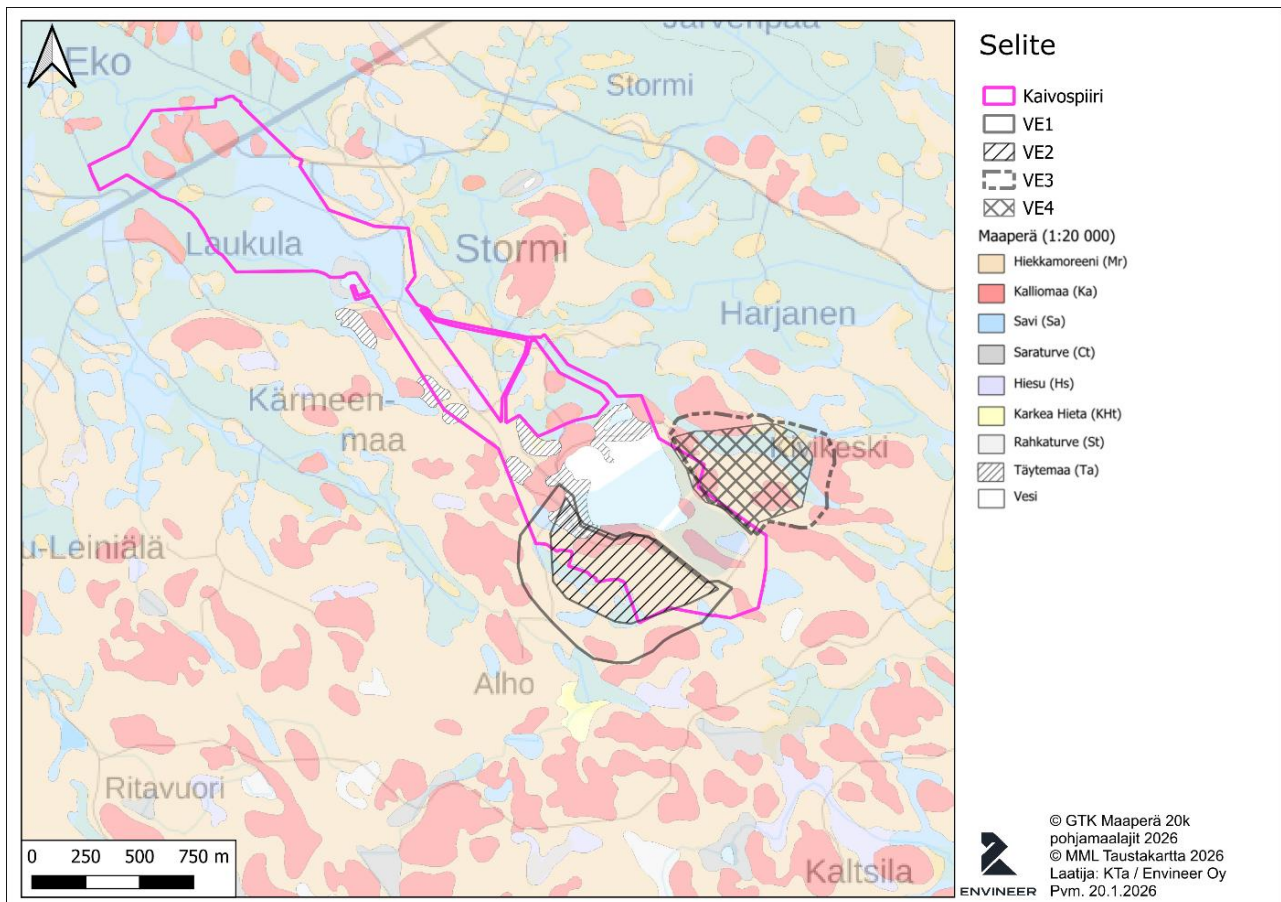 Järvenpää
Eko
Stormi
Laukula
Stormi
Harjanen
Kärmeen-
maa
Kivikeski
u-Leiniälä
Alho
Ritavuori
Kaltsila
0 250 500 750 m
Selite
Kaivospiiri
VE1
VE2
VE3
VE4
Maaperä (1:20 000)
Hiekkamoreeni (Mr)
Kalliomaa (Ka)
Savi (Sa)
Saraturve (Ct)
Hiesu (Hs)
Karkea Hieta (KHt)
Rahkaturve (St)
Täytemaa (Ta)
Vesi
ENVINEER
© GTK Maaperä 20k
pohjamaalajit 2026
© MML Taustakartta 2026
Laatija: KTa / Envineer Oy
Pvm. 20.1.2026